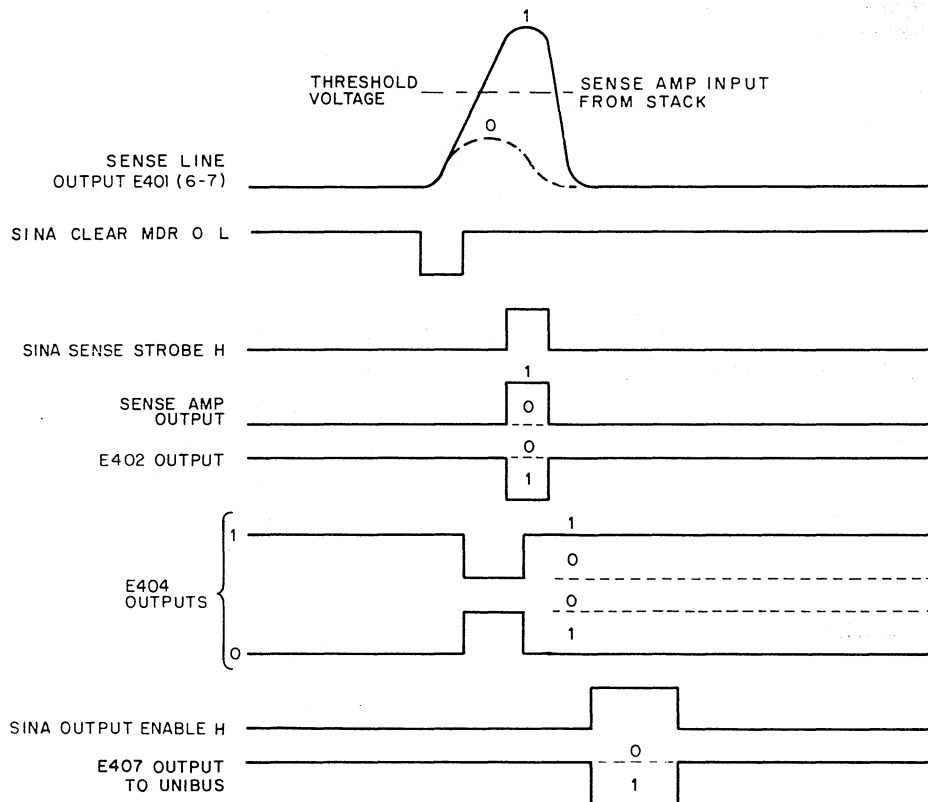 1
THRESHOLD
VOLTAGE
SENSE AMP INPUT
FROM STACK
0
SENSE LINE
OUTPUT E401 (6-7)
SINA CLEAR MDR 0 L
SINA SENSE STROBE H
1
SENSE AMP
OUTPUT
0
0
E402 OUTPUT
1
1
1
0
E404
OUTPUTS
0
1
0
SINA OUTPUT ENABLE H
0
E407 OUTPUT
TO UNIBUS
1